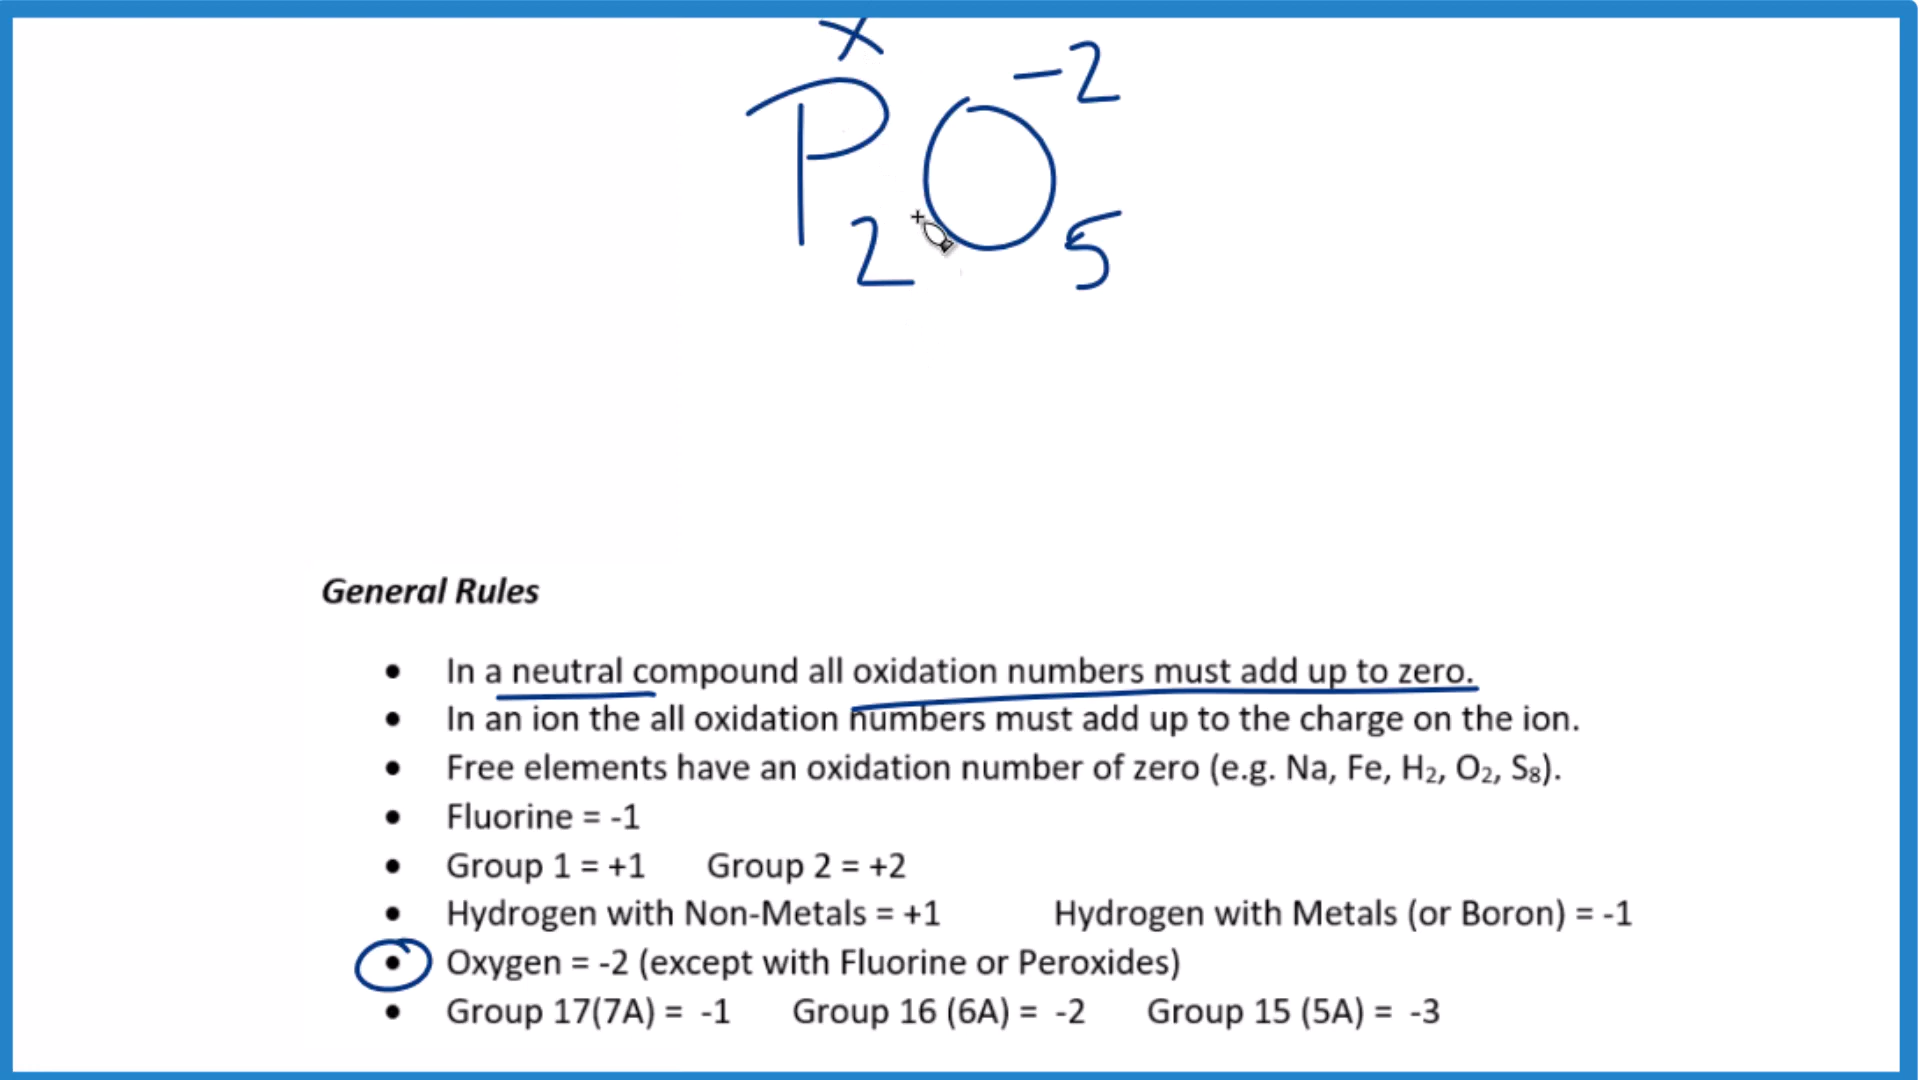 x -2
P2O5
General Rules
• In a neutral compound all oxidation numbers must add up to zero.
• In an ion the all oxidation numbers must add up to the charge on the ion.
• Free elements have an oxidation number of zero (e.g. Na, Fe, H₂, O₂, S₈).
• Fluorine = -1
• Group 1 = +1 Group 2 = +2
• Hydrogen with Non-Metals = +1 Hydrogen with Metals (or Boron) = -1
• Oxygen = -2 (except with Fluorine or Peroxides)
• Group 17(7A) = -1 Group 16 (6A) = -2 Group 15 (5A) = -3